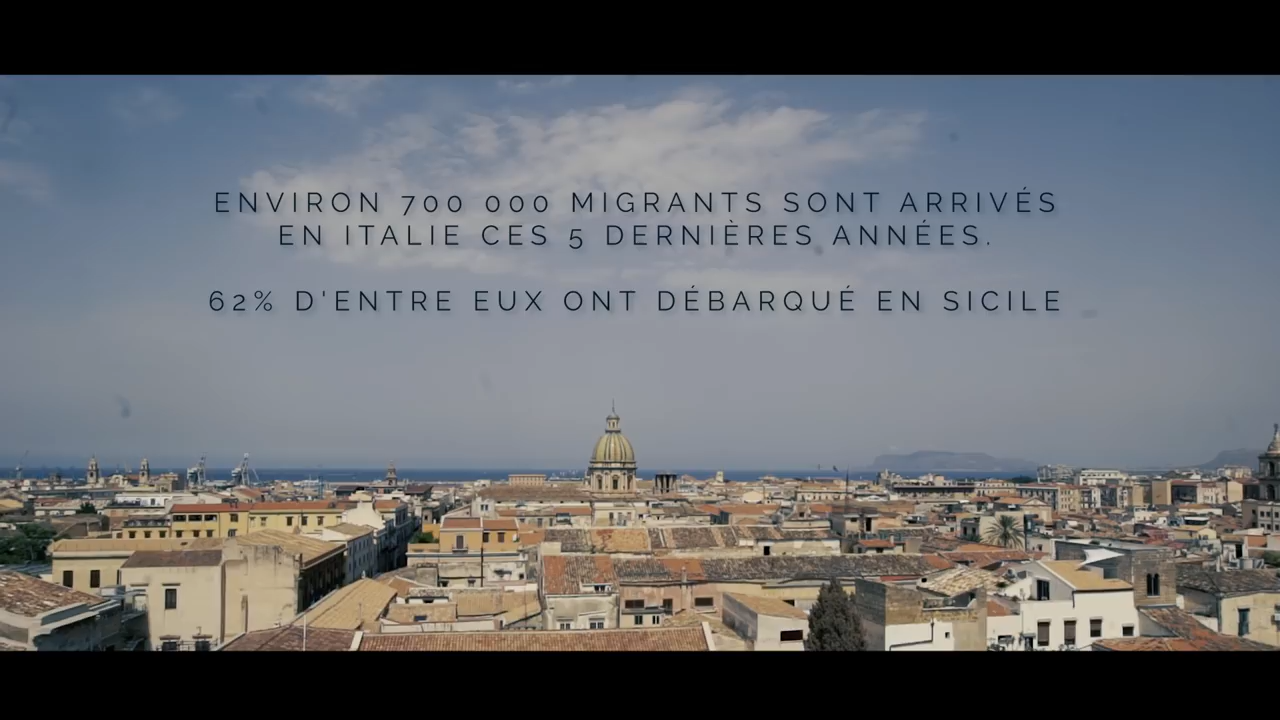 ENVIRON 700 000 MIGRANTS SONT ARRIVÉS
EN ITALIE CES 5 DERNIÈRES ANNÉES.
62% D'ENTRE EUX ONT DÉBARQUÉ EN SICILE